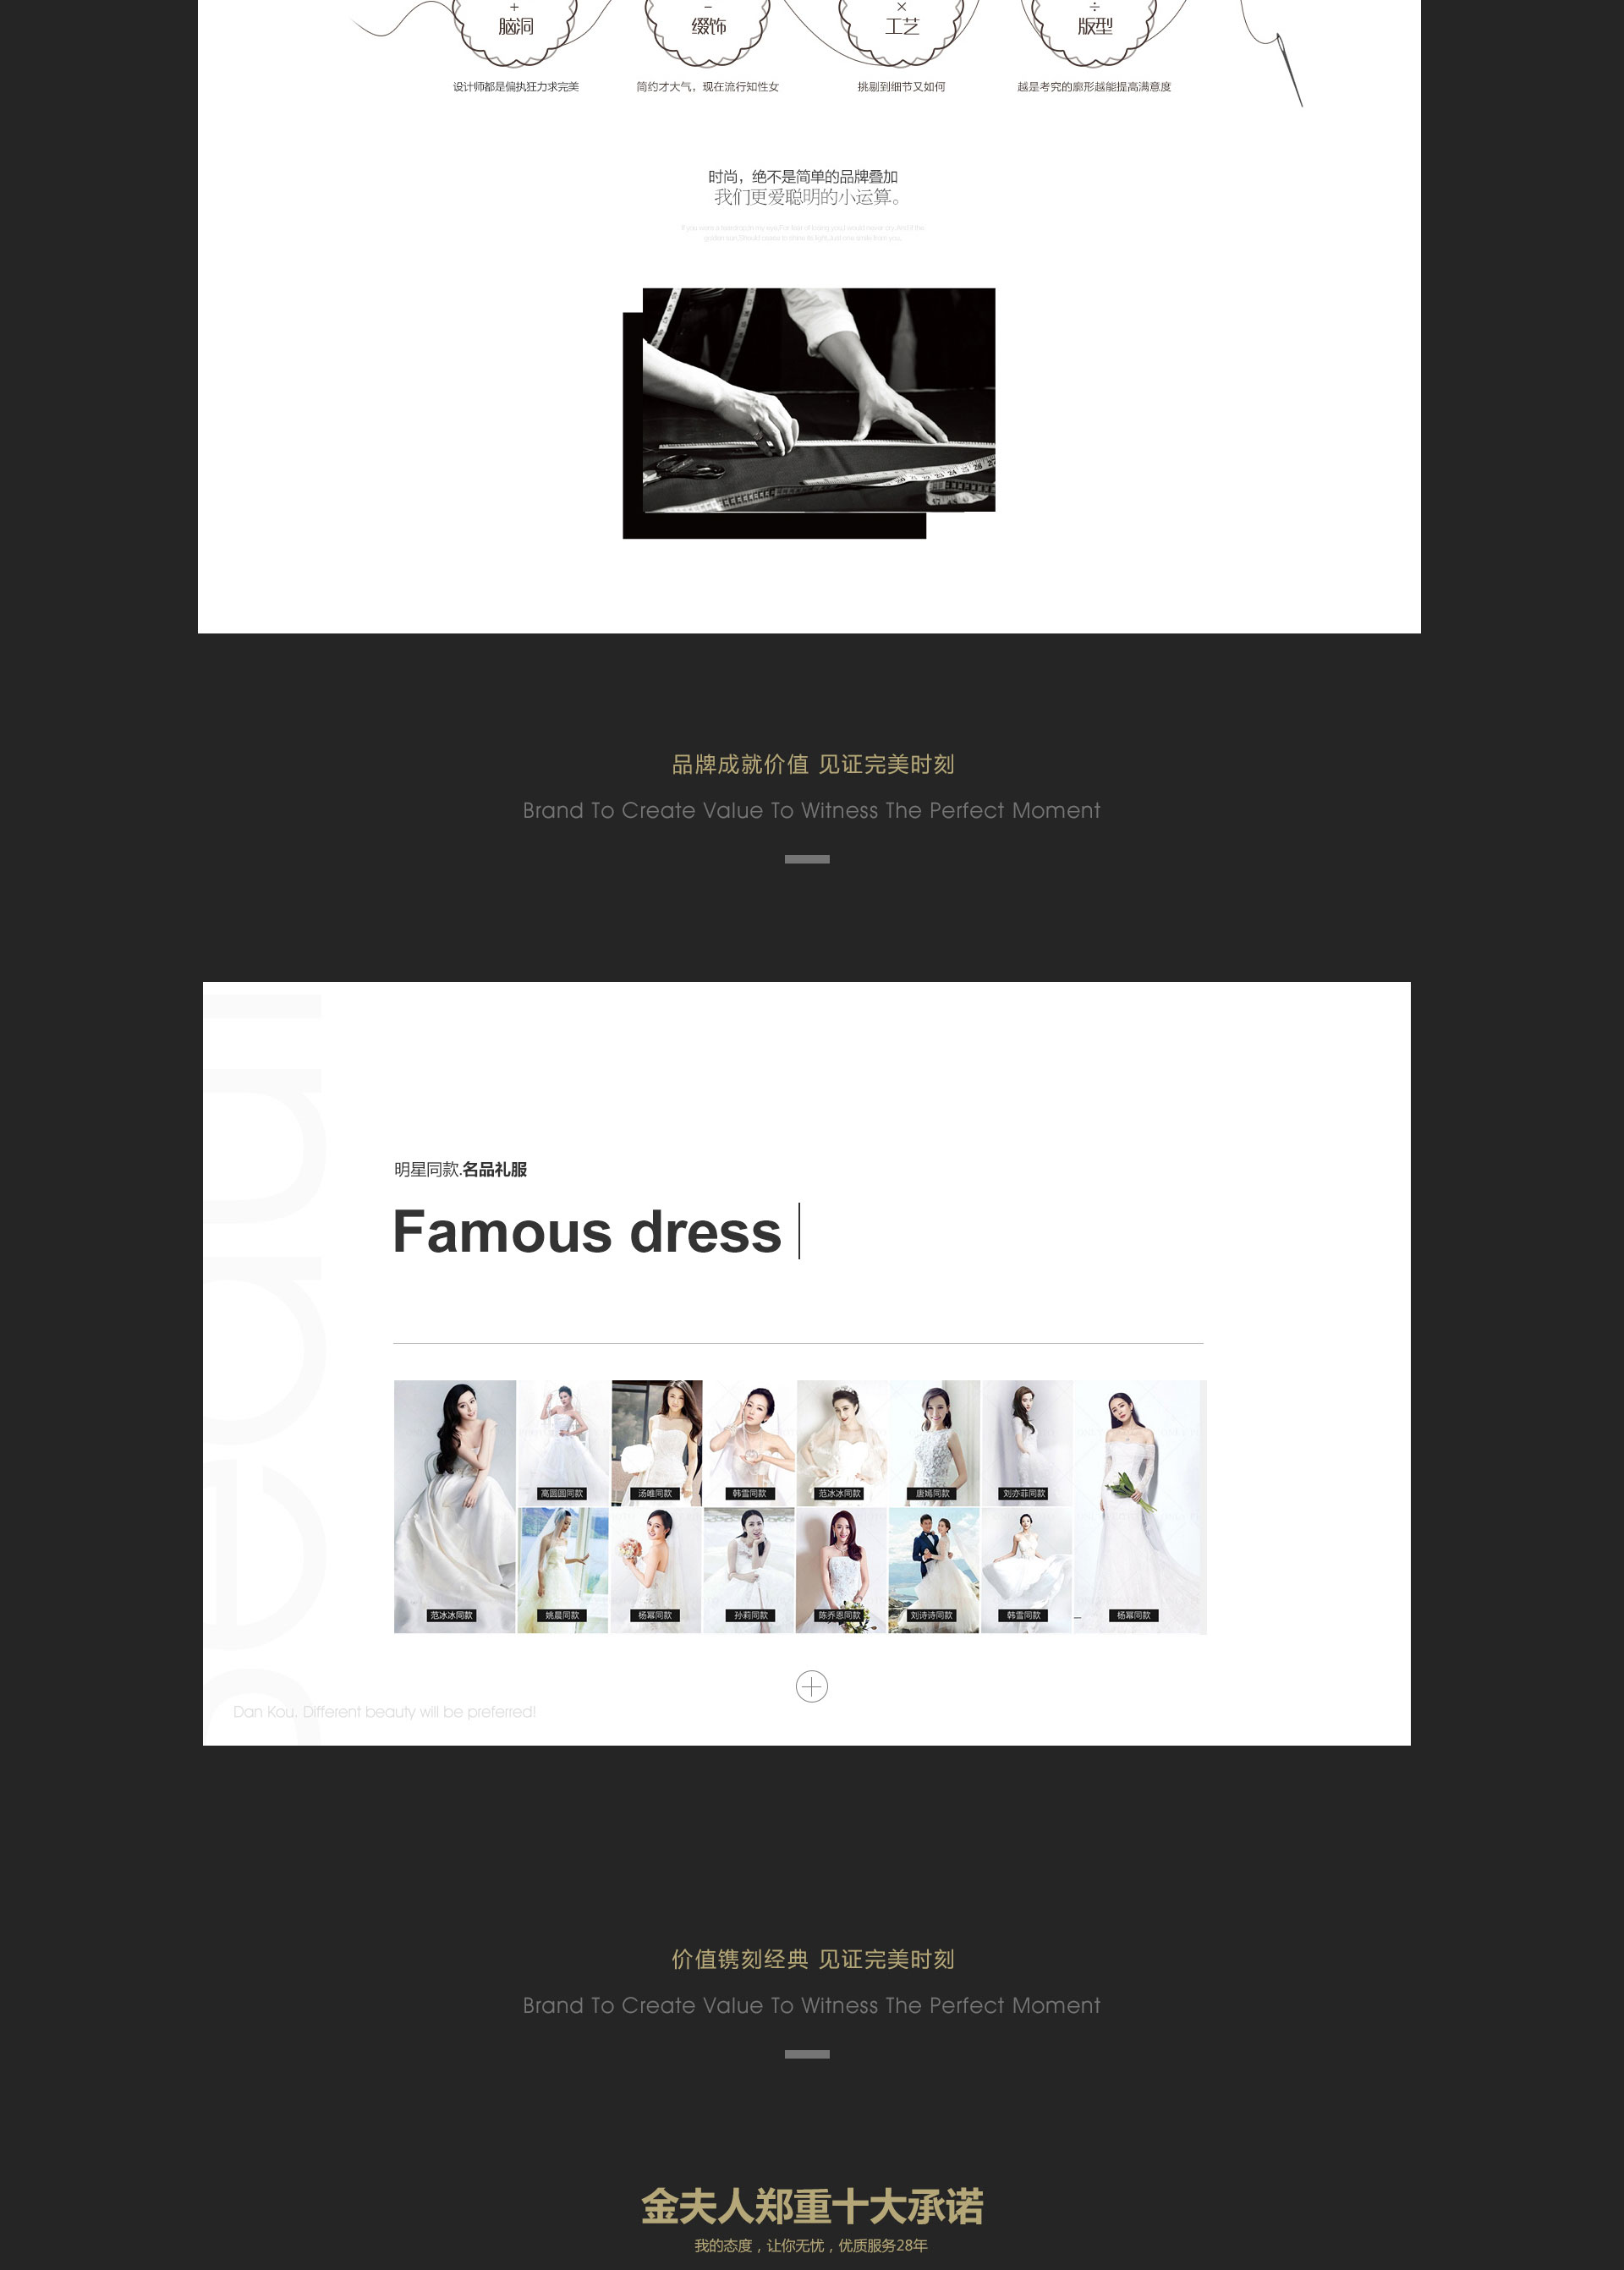 +
脑洞
设计师都是偏执狂力求完美
−
缀饰
简约才大气，现在流行知性女
×
工艺
挑剔到细节又如何
÷
版型
越是考究的廓形越能提高满意度
时尚，绝不是简单的品牌叠加
我们更爱聪明的小运算。
品牌成就价值 见证完美时刻
Brand To Create Value To Witness The Perfect Moment
明星同款.名品礼服
Famous dress
高圆圆同款
汤唯同款
韩雪同款
范冰冰同款
唐嫣同款
刘亦菲同款
范冰冰同款
姚晨同款
杨幂同款
孙莉同款
陈乔恩同款
刘诗诗同款
韩雪同款
杨幂同款
Dan Kou, Different beauty will be preferred!
价值镌刻经典 见证完美时刻
Brand To Create Value To Witness The Perfect Moment
金夫人郑重十大承诺
我的态度，让你无忧，优质服务28年